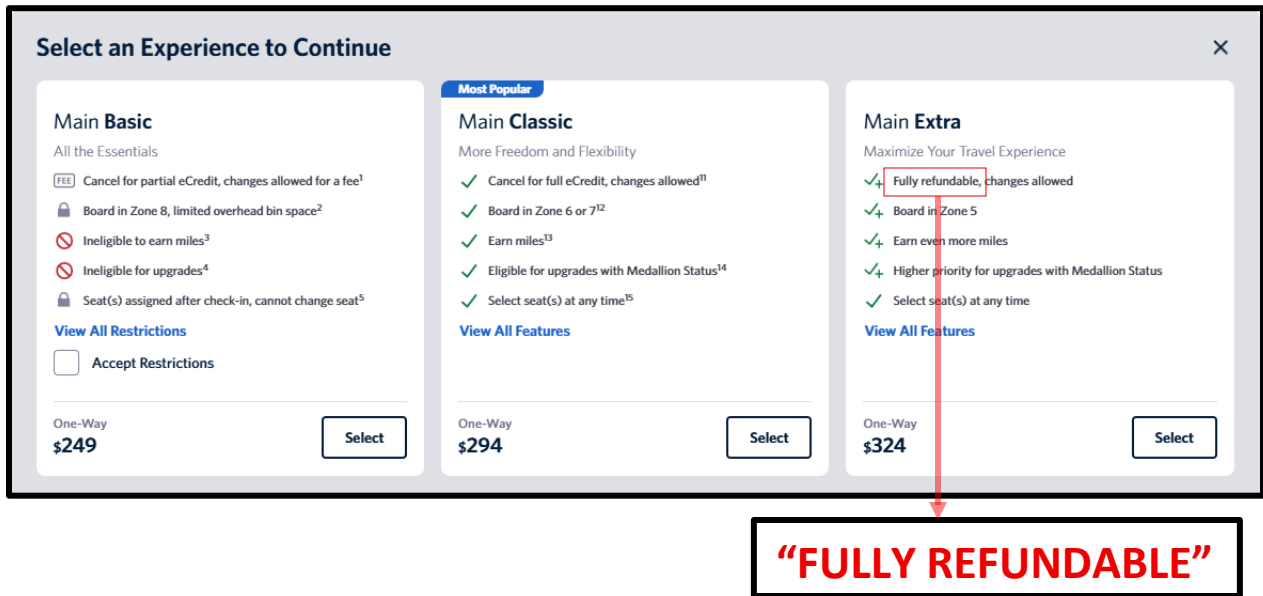 Select an Experience to Continue
Most Popular
Main Basic
All the Essentials
FEE Cancel for partial eCredit, changes allowed for a fee¹
Board in Zone 8, limited overhead bin space²
Ineligible to earn miles³
Ineligible for upgrades⁴
Seat(s) assigned after check-in, cannot change seat⁵
View All Restrictions
Accept Restrictions
One-Way
$249
Select
Main Classic
More Freedom and Flexibility
Cancel for full eCredit, changes allowed¹¹
Board in Zone 6 or 7¹²
Earn miles¹³
Eligible for upgrades with Medallion Status¹⁴
Select seat(s) at any time¹⁵
View All Features
One-Way
$294
Select
Main Extra
Maximize Your Travel Experience
Fully refundable, changes allowed
Board in Zone 5
Earn even more miles
Higher priority for upgrades with Medallion Status
Select seat(s) at any time
View All Features
One-Way
$324
Select
“FULLY REFUNDABLE”